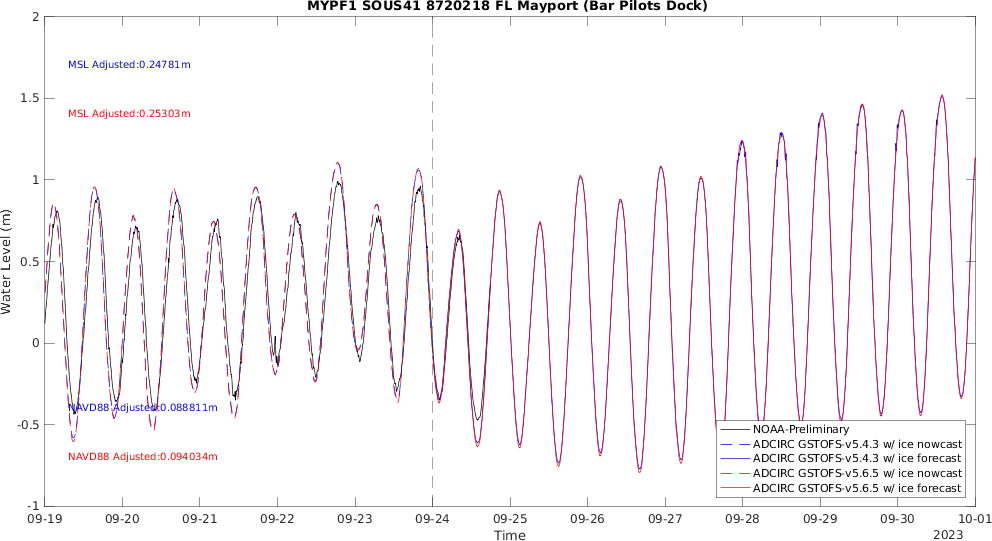 MYPF1 SOUS41 8720218 FL Mayport (Bar Pilots Dock)
2
1.5
1
0.5
0
-0.5
-1
Water Level (m)
MSL Adjusted:0.24781m
MSL Adjusted:0.25303m
NAVD88 Adjusted:0.088811m
NAVD88 Adjusted:0.094034m
NOAA-Preliminary
ADCIRC GSTOFS-v5.4.3 w/ ice nowcast
ADCIRC GSTOFS-v5.4.3 w/ ice forecast
ADCIRC GSTOFS-v5.6.5 w/ ice nowcast
ADCIRC GSTOFS-v5.6.5 w/ ice forecast
09-19 09-20 09-21 09-22 09-23 09-24 09-25 09-26 09-27 09-28 09-29 09-30 10-01
Time
2023